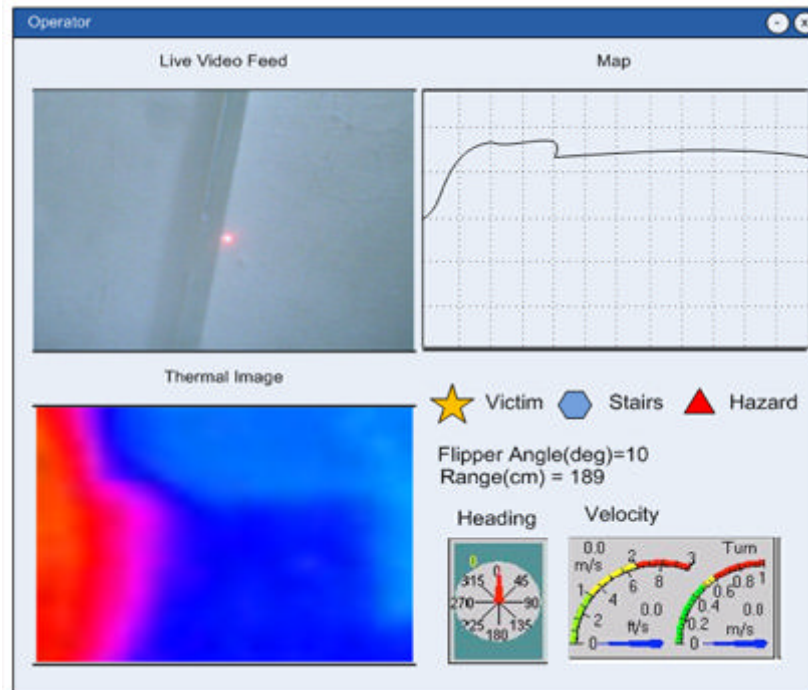 Operator
Live Video Feed
Map
Thermal Image
Victim
Stairs
Hazard
Flipper Angle(deg)=10
Range(cm) = 189
Heading
Velocity
0
0
315
45
270
90
225
135
180
0.0
m/s
1
2
3
0
2
4
6
8
0.0
ft/s
Turn
0
0.2
0.4
0.6
0.8
1
0.0
m/s